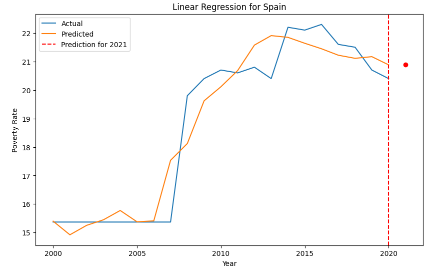 Linear Regression for Spain
Actual
Predicted
Prediction for 2021
Poverty Rate
22
21
20
19
18
17
16
15
2000
2005
2010
2015
2020
Year